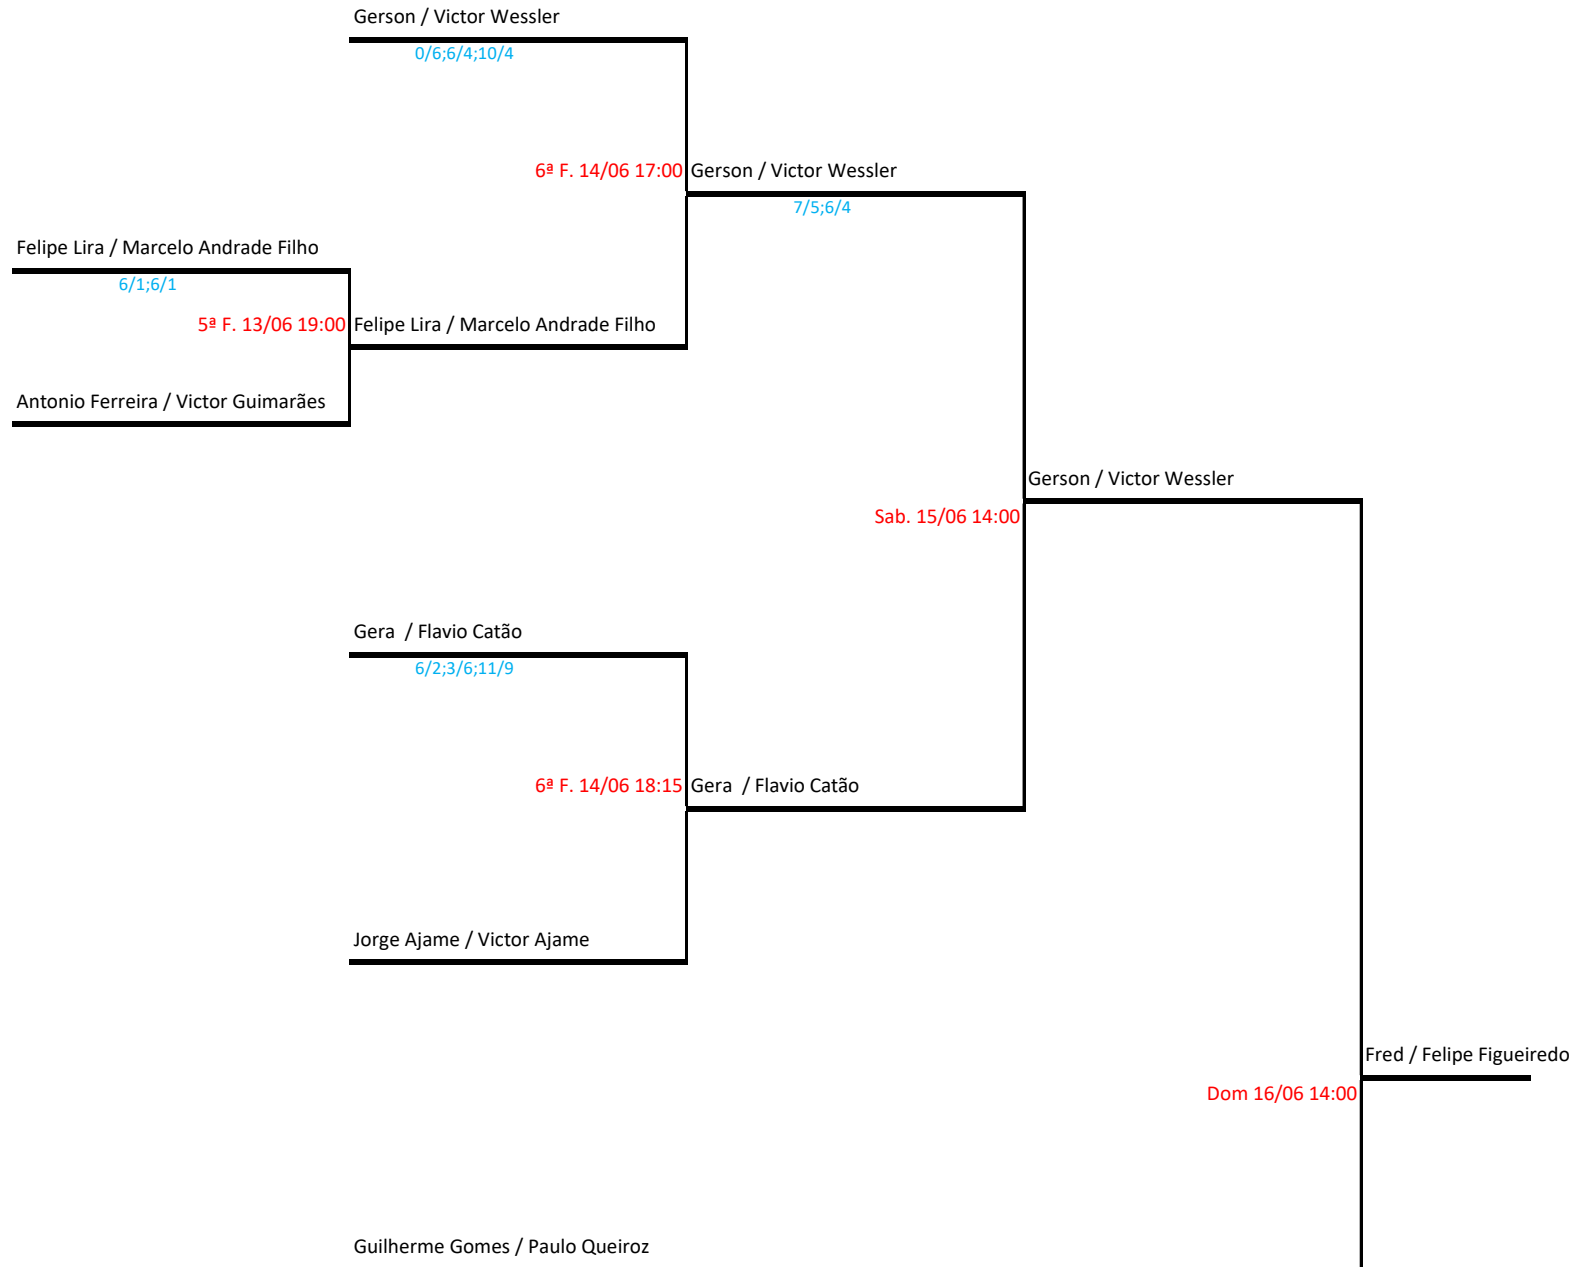 Gerson / Victor Wessler
0/6;6/4;10/4
6ª F. 14/06 17:00 Gerson / Victor Wessler
7/5;6/4
Felipe Lira / Marcelo Andrade Filho
6/1;6/1
5ª F. 13/06 19:00 Felipe Lira / Marcelo Andrade Filho
Antonio Ferreira / Victor Guimarães
Gerson / Victor Wessler
Sab. 15/06 14:00
Gera  / Flavio Catão
6/2;3/6;11/9
6ª F. 14/06 18:15 Gera  / Flavio Catão
Jorge Ajame / Victor Ajame
Fred / Felipe Figueiredo
Dom 16/06 14:00
Guilherme Gomes / Paulo Queiroz